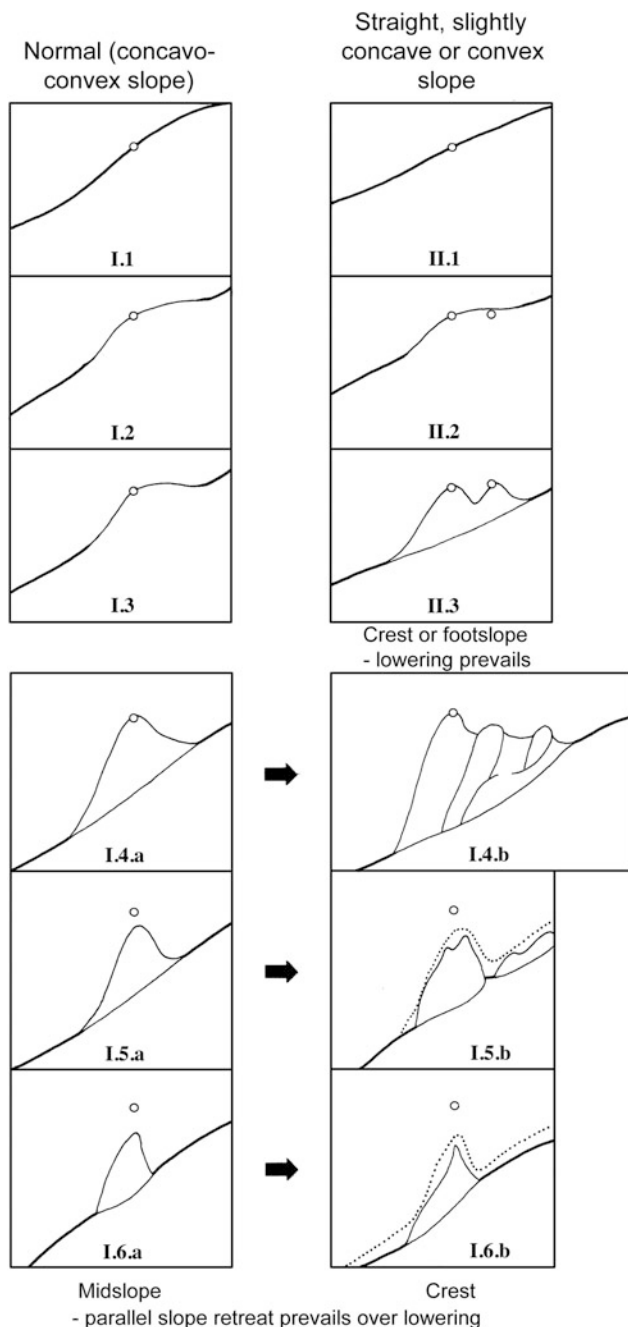 Normal (concavo-
convex slope)
Straight, slightly
concave or convex
slope
I.1
II.1
I.2
II.2
I.3
II.3
Crest or footslope
- lowering prevails
I.4.a
I.4.b
I.5.a
I.5.b
I.6.a
I.6.b
Midslope
Crest
- parallel slope retreat prevails over lowering